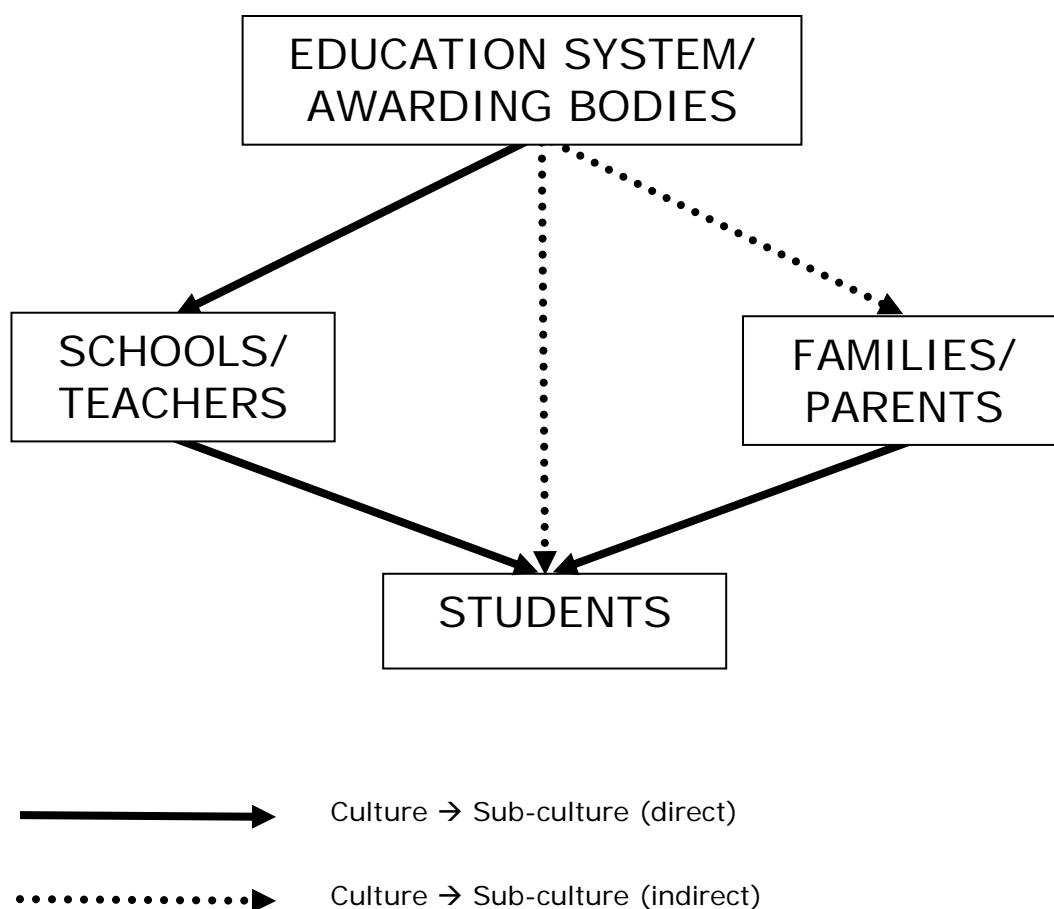 EDUCATION SYSTEM/
AWARDING BODIES
SCHOOLS/
TEACHERS
FAMILIES/
PARENTS
STUDENTS
Culture → Sub-culture (direct)
Culture → Sub-culture (indirect)